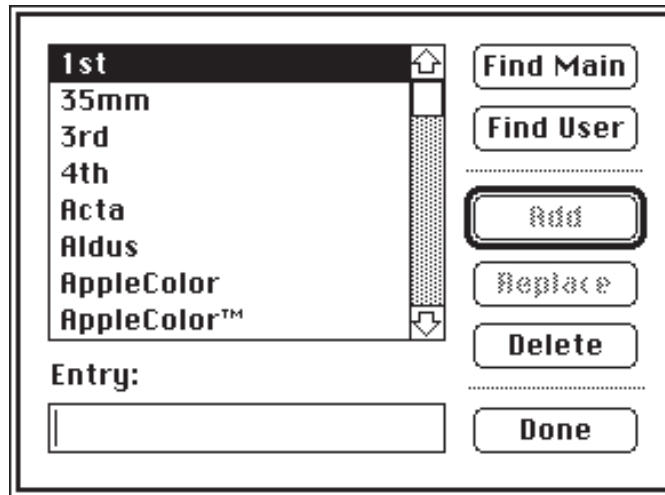 1st
35mm
3rd
4th
Acta
Aldus
AppleColor
AppleColor™
Entry:
Find Main
Find User
Add
Replace
Delete
Done